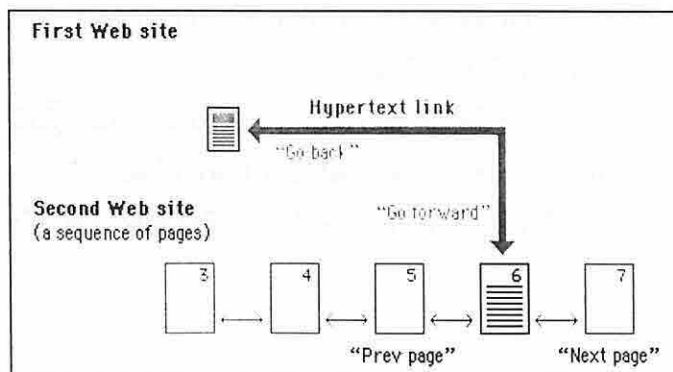 First Web site
Hypertext link
“Go back”
Second Web site
“Go forward”
(a sequence of pages)
3 4 5 6 7
“Prev page” “Next page”